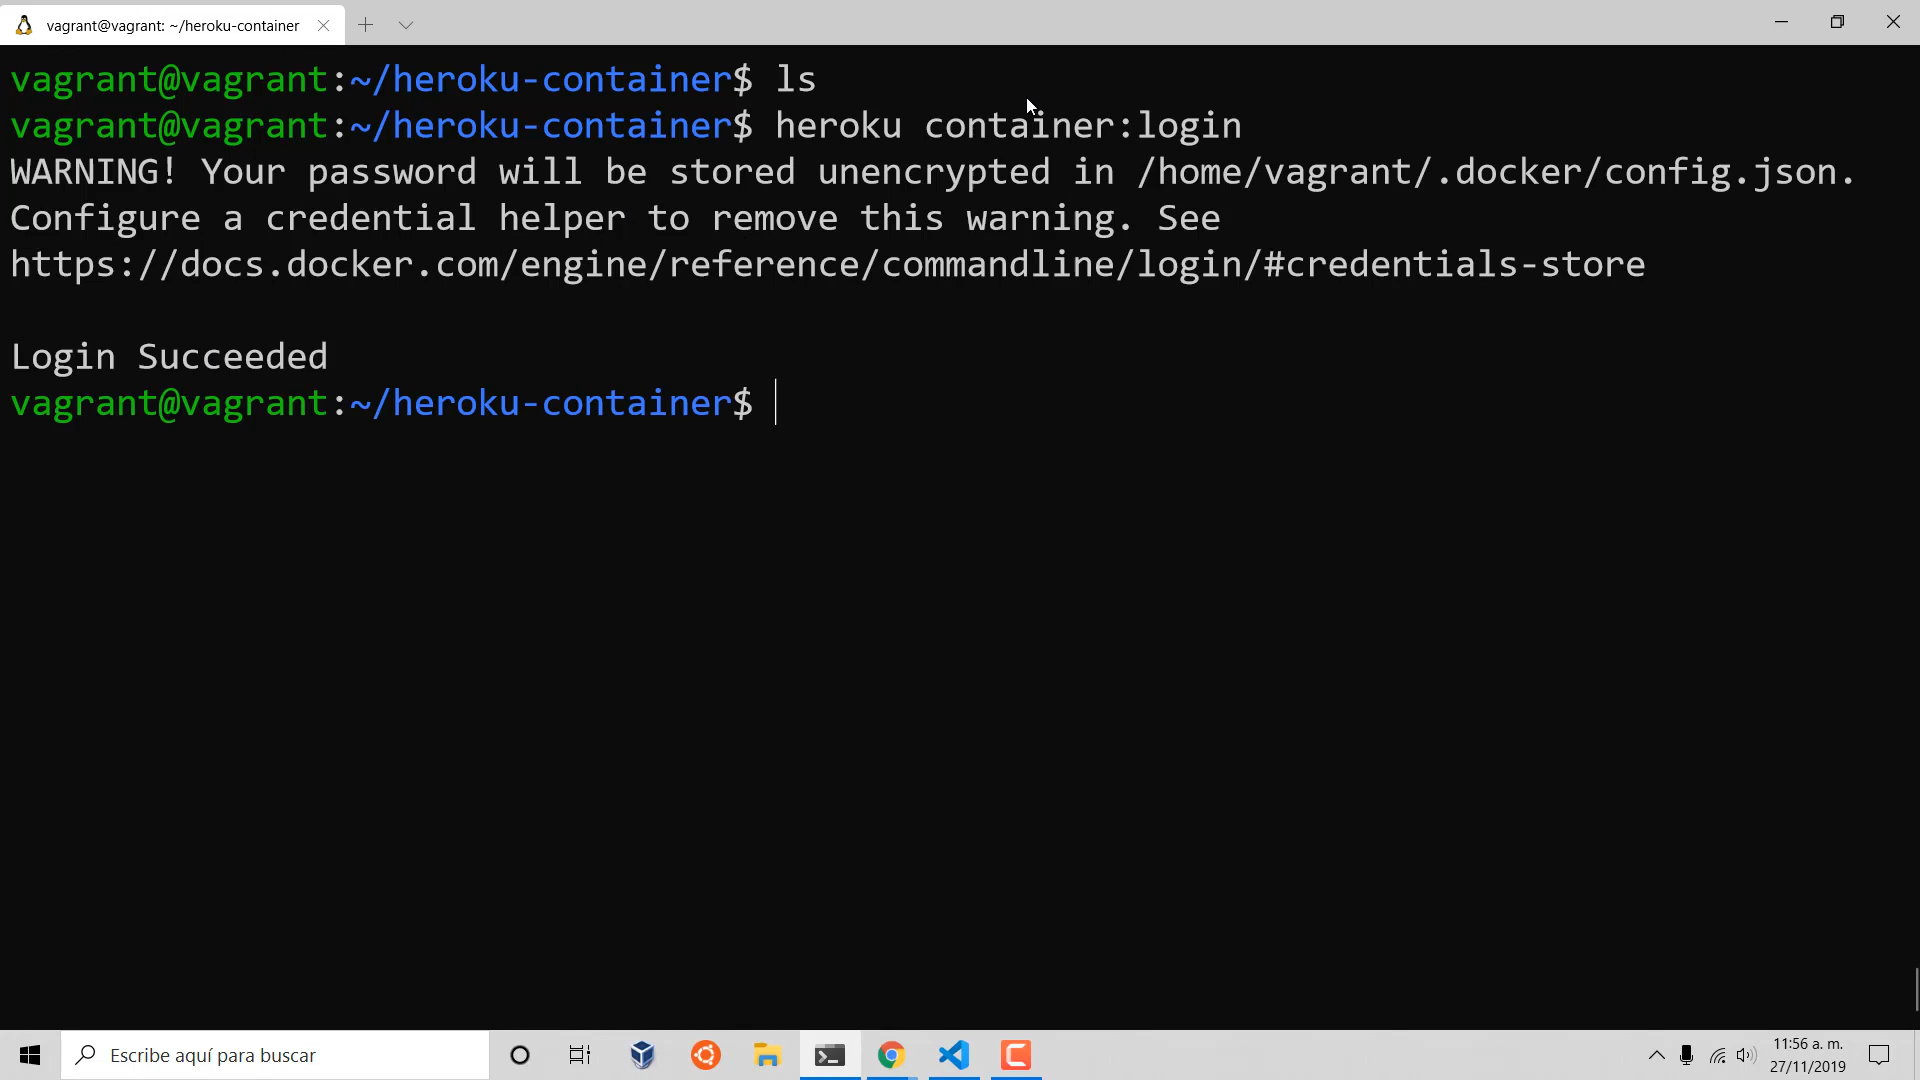 vagrant@vagrant: ~/heroku-container
vagrant@vagrant:~/heroku-container$ ls
vagrant@vagrant:~/heroku-container$ heroku container:login
WARNING! Your password will be stored unencrypted in /home/vagrant/.docker/config.json.
Configure a credential helper to remove this warning. See
https://docs.docker.com/engine/reference/commandline/login/#credentials-store
Login Succeeded
vagrant@vagrant:~/heroku-container$
Escribe aquí para buscar
11:56 a. m.
27/11/2019